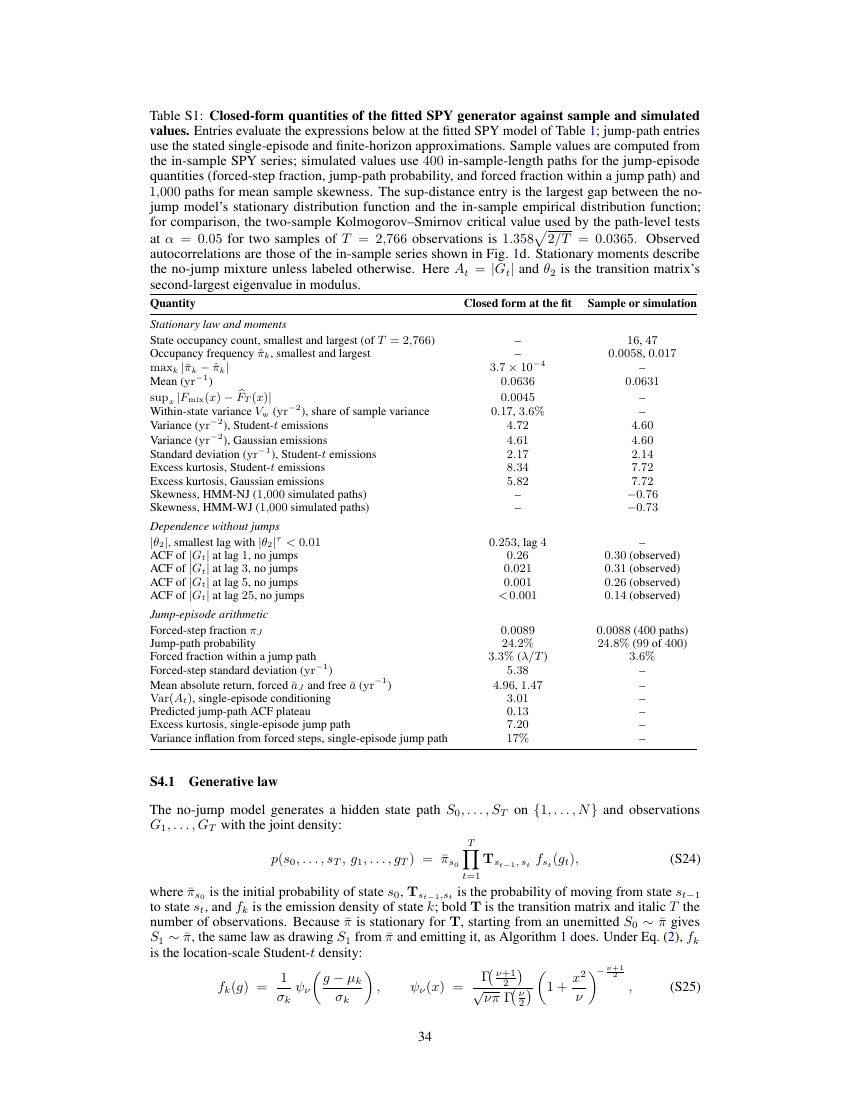 Table S1: Closed-form quantities of the fitted SPY generator against sample and simulated
values. Entries evaluate the expressions below at the fitted SPY model of Table 1; jump-path entries
use the stated single-episode and finite-horizon approximations. Sample values are computed from
the in-sample SPY series; simulated values use 400 in-sample-length paths for the jump-episode
quantities (forced-step fraction, jump-path probability, and forced fraction within a jump path) and
1,000 paths for mean sample skewness. The sup-distance entry is the largest gap between the no-
jump model's stationary distribution function and the in-sample empirical distribution function;
for comparison, the two-sample Kolmogorov–Smirnov critical value used by the path-level tests
at α = 0.05 for two samples of T = 2,766 observations is 1.358√2/T = 0.0365. Observed
autocorrelations are those of the in-sample series shown in Fig. 1d. Stationary moments describe
the no-jump mixture unless labeled otherwise. Here Aₜ = |Gₜ| and θ₂ is the transition matrix's
second-largest eigenvalue in modulus.
Quantity Closed form at the fit Sample or simulation
Stationary law and moments
State occupancy count, smallest and largest (of T = 2,766) – 16, 47
Occupancy frequency π̂ₖ, smallest and largest – 0.0058, 0.017
maxₖ |π̄ₖ − π̂ₖ| 3.7 × 10⁻⁴ –
Mean (yr⁻¹) 0.0636 0.0631
supₓ |F_mix(x) − F̂_T(x)| 0.0045 –
Within-state variance V_w (yr⁻²), share of sample variance 0.17, 3.6% –
Variance (yr⁻²), Student-t emissions 4.72 4.60
Variance (yr⁻²), Gaussian emissions 4.61 4.60
Standard deviation (yr⁻¹), Student-t emissions 2.17 2.14
Excess kurtosis, Student-t emissions 8.34 7.72
Excess kurtosis, Gaussian emissions 5.82 7.72
Skewness, HMM-NJ (1,000 simulated paths) – −0.76
Skewness, HMM-WJ (1,000 simulated paths) – −0.73
Dependence without jumps
|θ₂|, smallest lag with |θ₂|^τ < 0.01 0.253, lag 4 –
ACF of |Gₜ| at lag 1, no jumps 0.26 0.30 (observed)
ACF of |Gₜ| at lag 3, no jumps 0.021 0.31 (observed)
ACF of |Gₜ| at lag 5, no jumps 0.001 0.26 (observed)
ACF of |Gₜ| at lag 25, no jumps <0.001 0.14 (observed)
Jump-episode arithmetic
Forced-step fraction π_J 0.0089 0.0088 (400 paths)
Jump-path probability 24.2% 24.8% (99 of 400)
Forced fraction within a jump path 3.3% (λ/T) 3.6%
Forced-step standard deviation (yr⁻¹) 5.38 –
Mean absolute return, forced ā_J and free ā (yr⁻¹) 4.96, 1.47 –
Var(Aₜ), single-episode conditioning 3.01 –
Predicted jump-path ACF plateau 0.13 –
Excess kurtosis, single-episode jump path 7.20 –
Variance inflation from forced steps, single-episode jump path 17% –
S4.1 Generative law
The no-jump model generates a hidden state path S₀, . . . , S_T on {1, . . . , N} and observations
G₁, . . . , G_T with the joint density:
p(s₀, . . . , s_T, g₁, . . . , g_T) = π̄_{s₀} ∏_{t=1}^{T} T_{s_{t−1}, s_t} f_{s_t}(g_t), (S24)
where π̄_{s₀} is the initial probability of state s₀, T_{s_{t−1},s_t} is the probability of moving from state s_{t−1}
to state s_t, and f_k is the emission density of state k; bold T is the transition matrix and italic T the
number of observations. Because π̄ is stationary for T, starting from an unemitted S₀ ∼ π̄ gives
S₁ ∼ π̄, the same law as drawing S₁ from π̄ and emitting it, as Algorithm 1 does. Under Eq. (2), f_k
is the location-scale Student-t density:
f_k(g) = 1/σ_k ψ_ν((g − μ_k)/σ_k), ψ_ν(x) = Γ((ν+1)/2) / (√νπ Γ(ν/2)) (1 + x²/ν)^{−(ν+1)/2}, (S25)
34